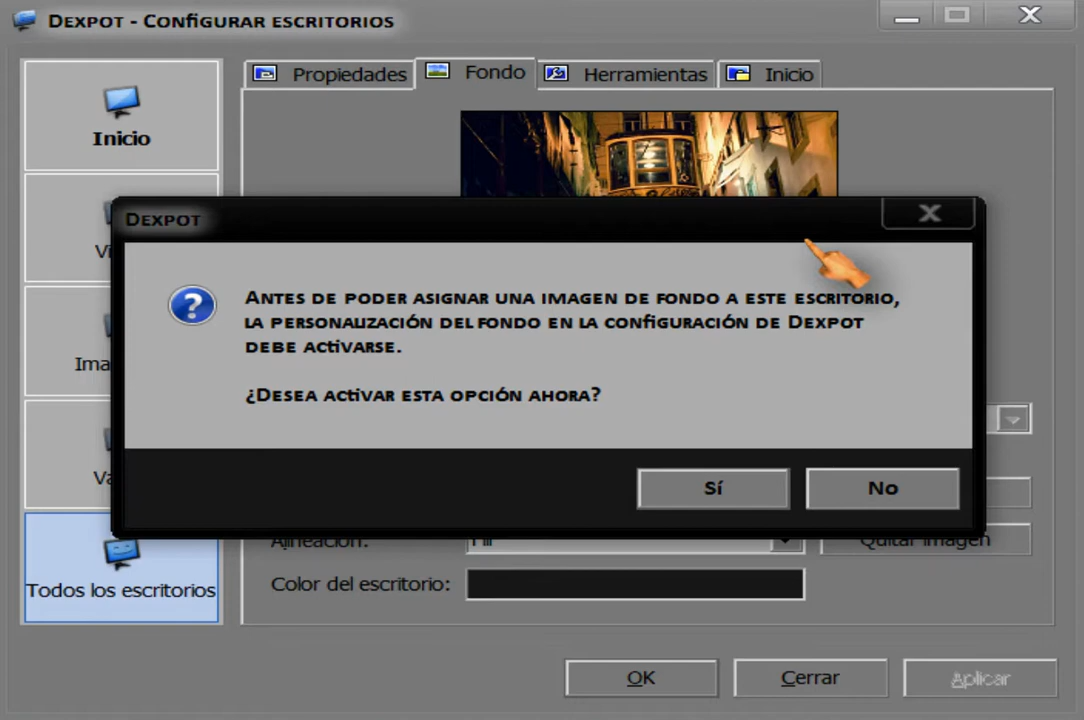 Dexpot - Configurar escritorios
Propiedades
Fondo
Herramientas
Inicio
Inicio
Dexpot
Antes de poder asignar una imagen de fondo a este escritorio,
la personalización del fondo en la configuración de Dexpot
debe activarse.
¿Desea activar esta opción ahora?
Sí
No
Alineación:
Quitar imagen
Todos los escritorios
Color del escritorio:
OK
Cerrar
Aplicar